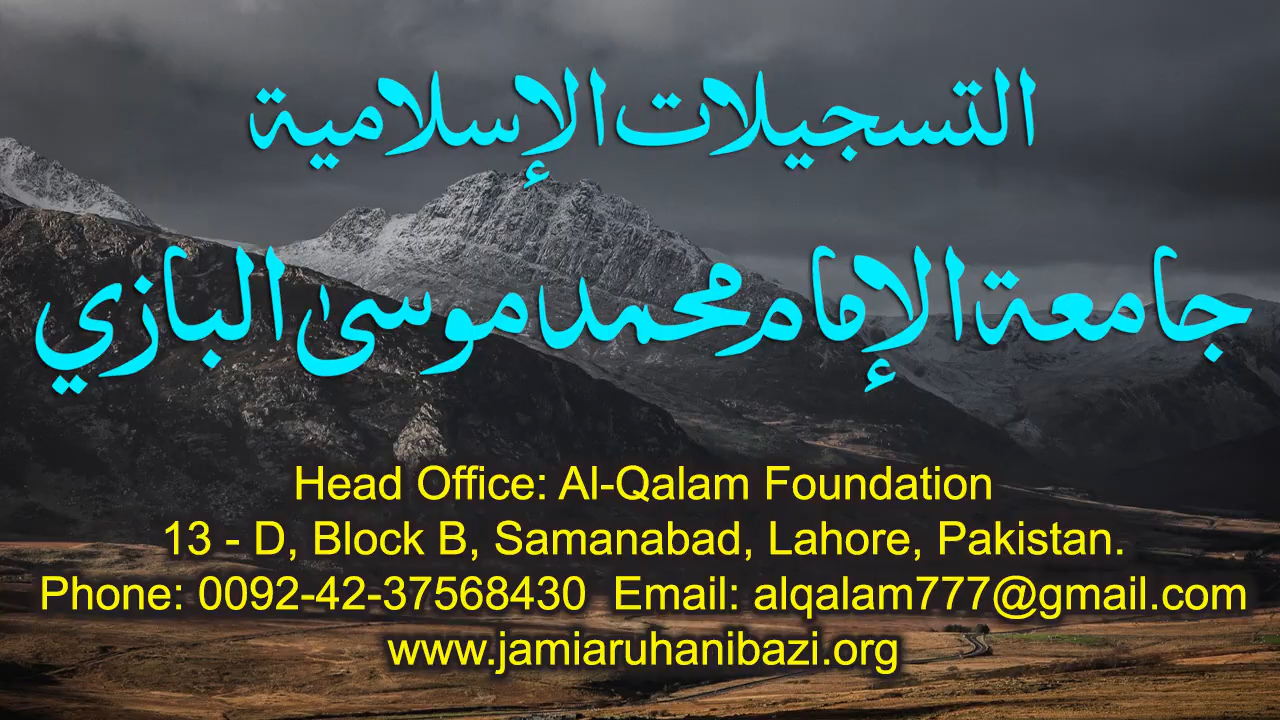 التسجيلات الإسلامية
جامعة الإمام محمد موسىٰ البازي
Head Office: Al-Qalam Foundation
13 - D, Block B, Samanabad, Lahore, Pakistan.
Phone: 0092-42-37568430 Email: alqalam777@gmail.com
www.jamiaruhanibazi.org